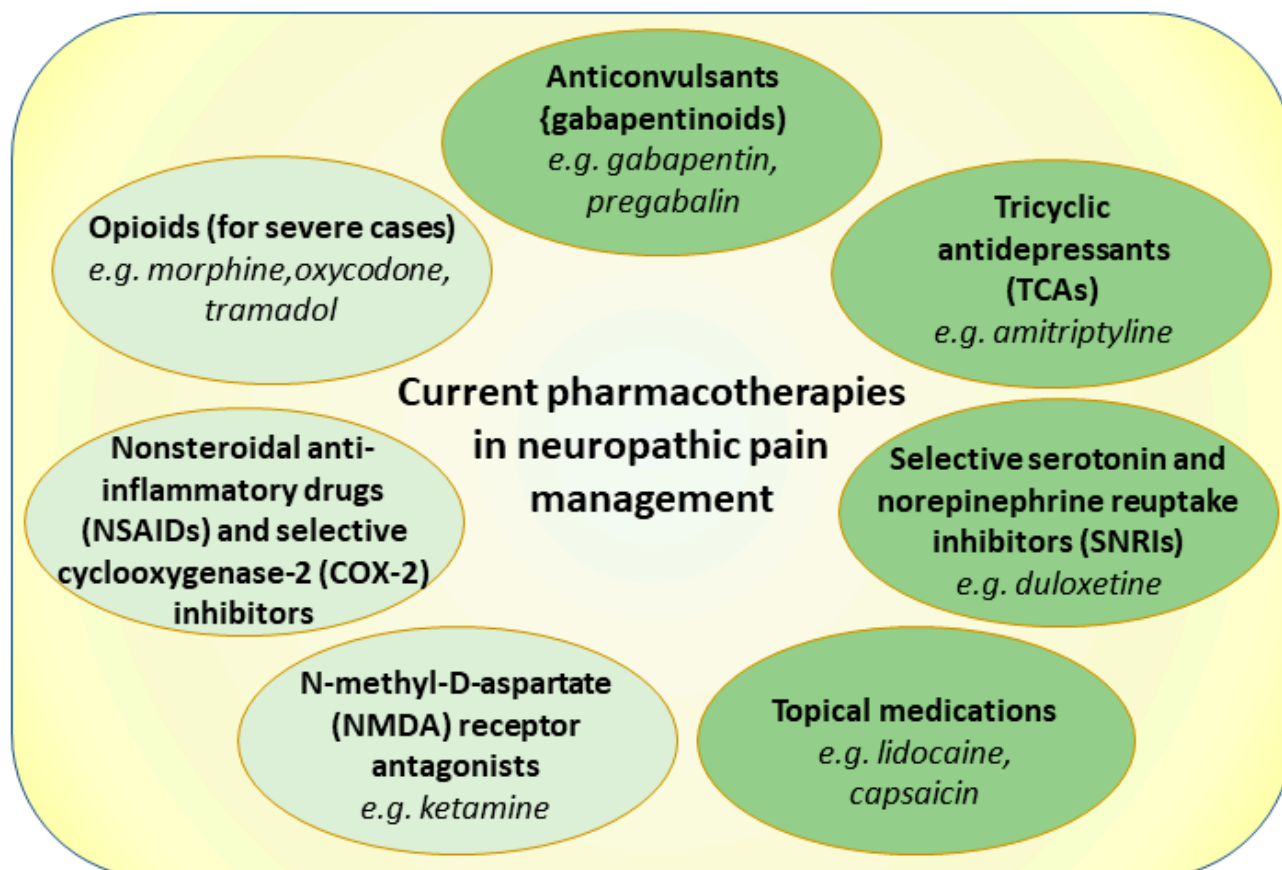 Anticonvulsants
{gabapentinoids)
e.g. gabapentin,
pregabalin
Opioids (for severe cases)
e.g. morphine,oxycodone,
tramadol
Tricyclic
antidepressants
(TCAs)
e.g. amitriptyline
Current pharmacotherapies
in neuropathic pain
management
Nonsteroidal anti-
inflammatory drugs
(NSAIDs) and selective
cyclooxygenase-2 (COX-2)
inhibitors
Selective serotonin and
norepinephrine reuptake
inhibitors (SNRIs)
e.g. duloxetine
N-methyl-D-aspartate
(NMDA) receptor
antagonists
e.g. ketamine
Topical medications
e.g. lidocaine,
capsaicin